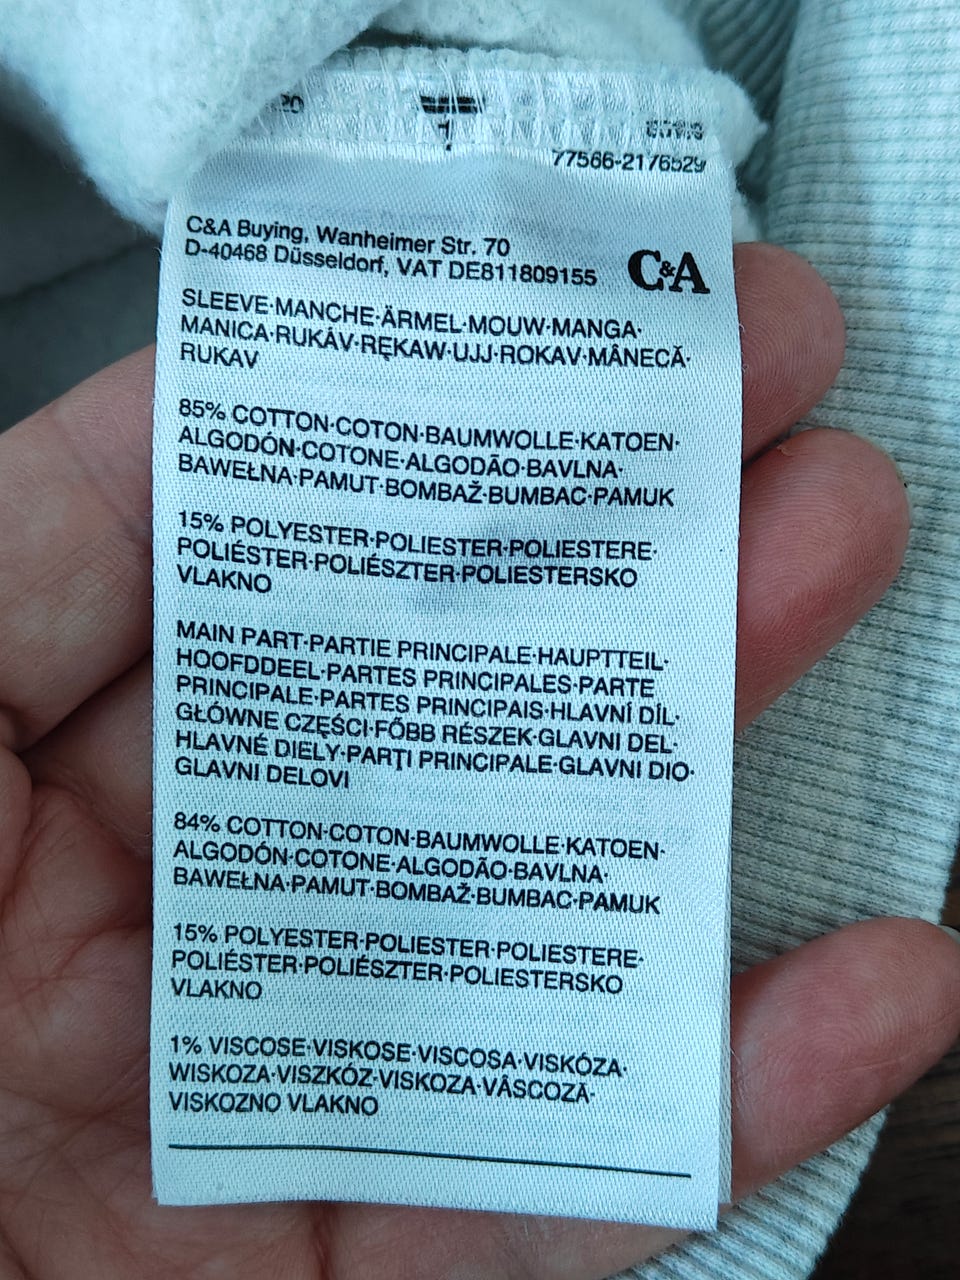 20
77566-2176529
C&A Buying, Wanheimer Str. 70
D-40468 Düsseldorf, VAT DE811809155
C&A
SLEEVE·MANCHE·ÄRMEL·MOUW·MANGA·
MANICA·RUKÁV·RĘKAW·UJJ·ROKAV·MÂNECĂ·
RUKAV
85% COTTON·COTON·BAUMWOLLE·KATOEN·
ALGODÓN·COTONE·ALGODÃO·BAVLNA·
BAWEŁNA·PAMUT·BOMBAŽ·BUMBAC·PAMUK
15% POLYESTER·POLIESTER·POLIESTERE·
POLIÉSTER·POLIÉSZTER·POLIESTERSKO
VLAKNO
MAIN PART·PARTIE PRINCIPALE·HAUPTTEIL·
HOOFDDEEL·PARTES PRINCIPALES·PARTE
PRINCIPALE·PARTES PRINCIPAIS·HLAVNÍ DÍL·
GŁÓWNE CZĘŚCI·FŐBB RÉSZEK·GLAVNI DEL·
HLAVNÉ DIELY·PARȚI PRINCIPALE·GLAVNI DIO·
GLAVNI DELOVI
84% COTTON·COTON·BAUMWOLLE·KATOEN·
ALGODÓN·COTONE·ALGODÃO·BAVLNA·
BAWEŁNA·PAMUT·BOMBAŽ·BUMBAC·PAMUK
15% POLYESTER·POLIESTER·POLIESTERE·
POLIÉSTER·POLIÉSZTER·POLIESTERSKO
VLAKNO
1% VISCOSE·VISKOSE·VISCOSA·VISKÓZA·
WISKOZA·VISZKÓZ·VISKOZA·VÂSCOZĂ·
VISKOZNO VLAKNO